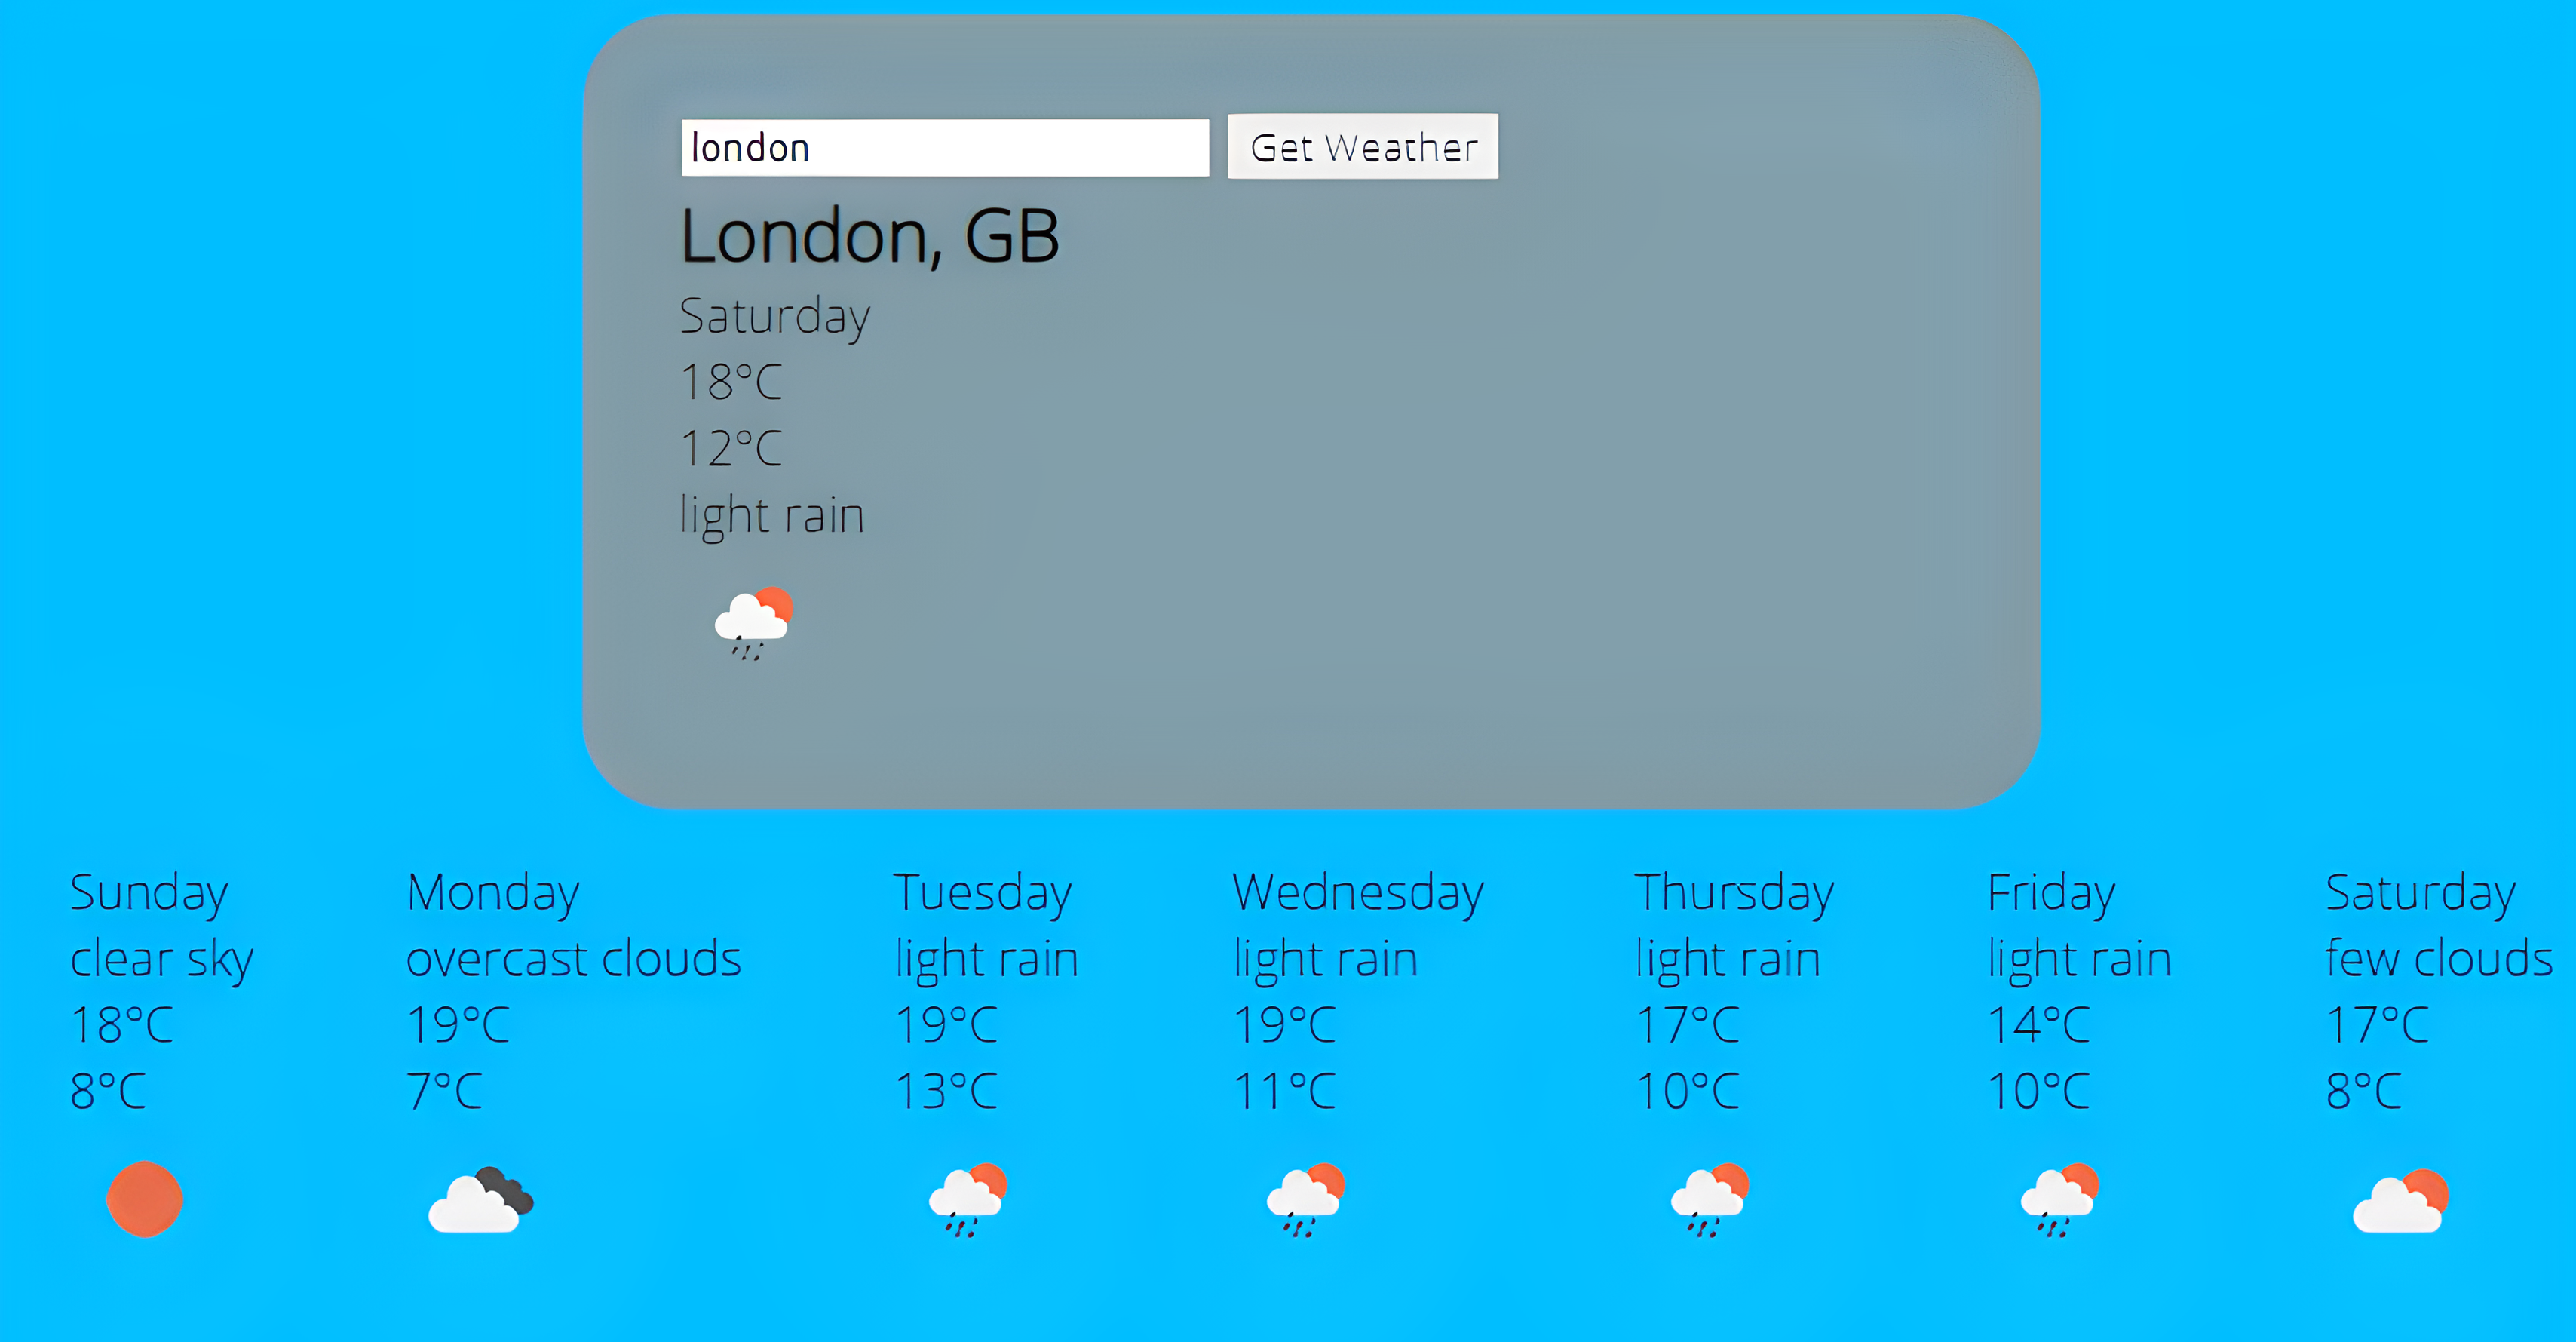 london
Get Weather
London, GB
Saturday
18°C
12°C
light rain
Sunday
clear sky
18°C
8°C
Monday
overcast clouds
19°C
7°C
Tuesday
light rain
19°C
13°C
Wednesday
light rain
19°C
11°C
Thursday
light rain
17°C
10°C
Friday
light rain
14°C
10°C
Saturday
few clouds
17°C
8°C